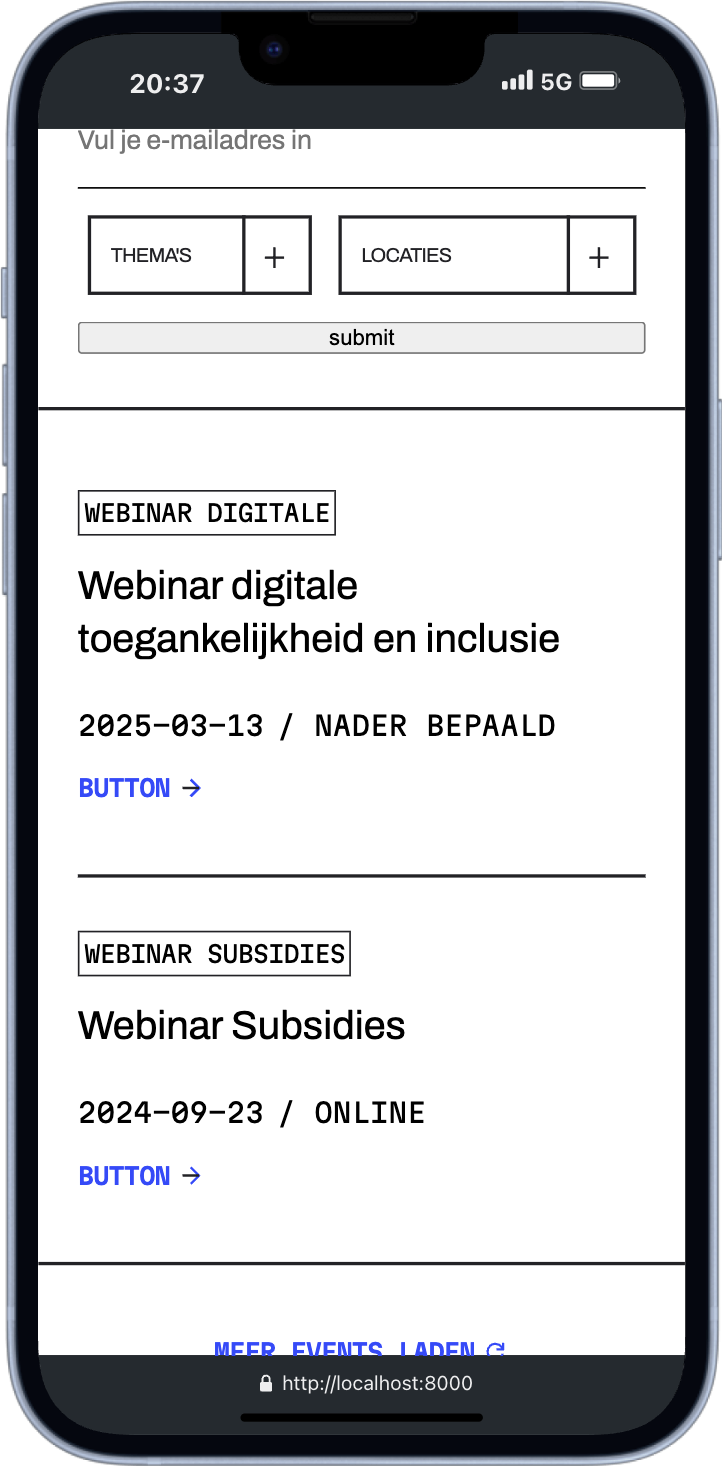 20:37
5G
Vul je e-mailadres in
THEMA'S +
LOCATIES +
submit
WEBINAR DIGITALE
Webinar digitale
toegankelijkheid en inclusie
2025-03-13 / NADER BEPAALD
BUTTON →
WEBINAR SUBSIDIES
Webinar Subsidies
2024-09-23 / ONLINE
BUTTON →
MEER EVENTS LADEN
http://localhost:8000